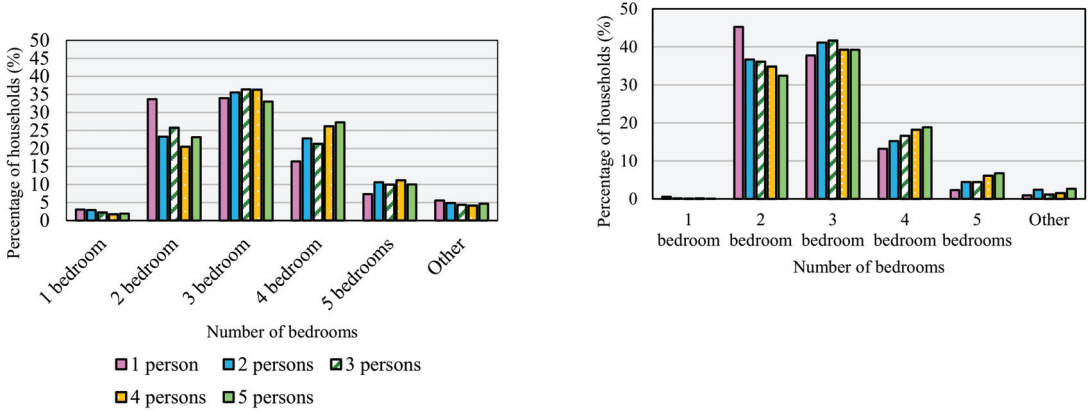 Percentage of households (%)
50
45
40
35
30
25
20
15
10
5
0
1 bedroom
2 bedroom
3 bedroom
4 bedroom
5 bedrooms
Other
Number of bedrooms
1 person
2 persons
3 persons
4 persons
5 persons
Percentage of households (%)
50
40
30
20
10
0
1
bedroom
2
bedroom
3
bedroom
4
bedroom
5
bedrooms
Other
Number of bedrooms